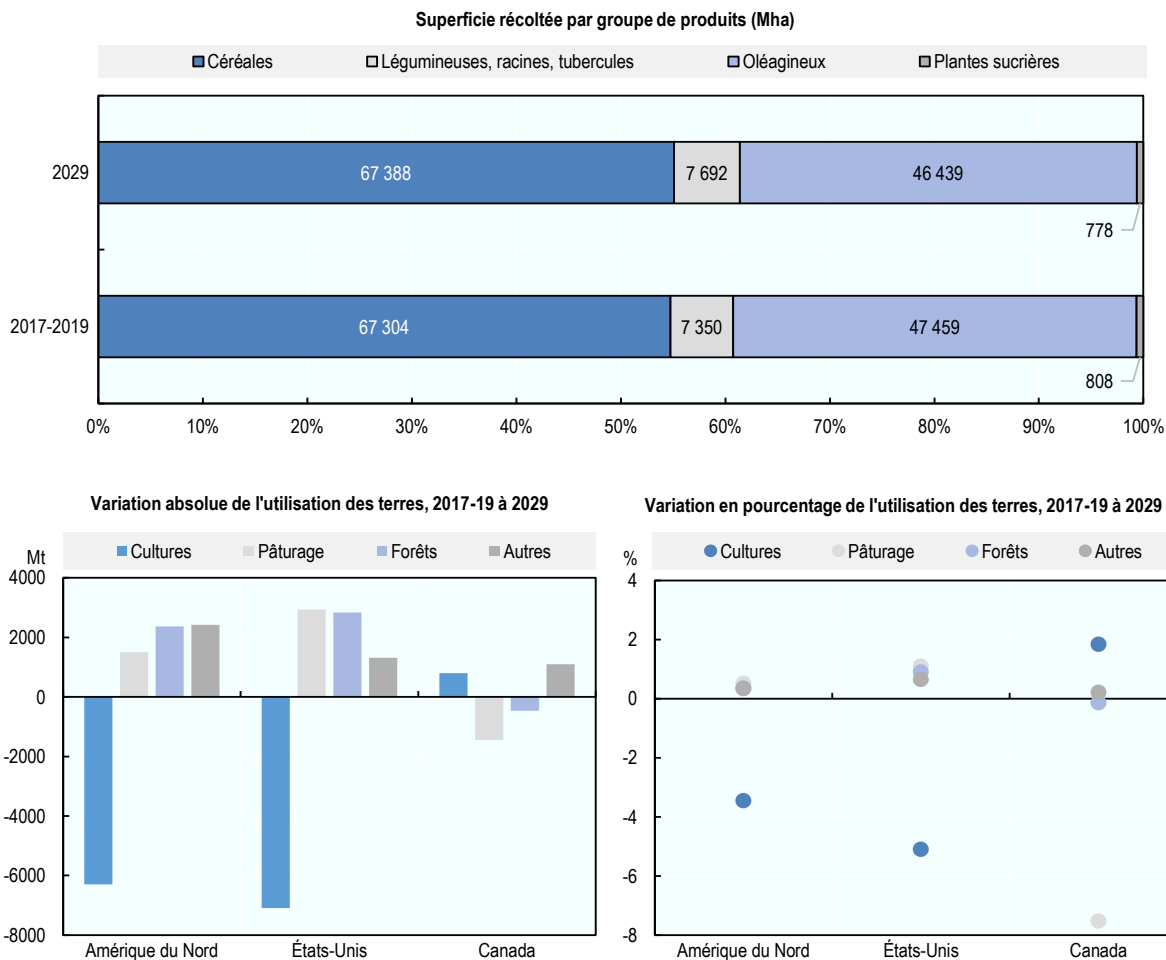 Superficie récoltée par groupe de produits (Mha)
Céréales Légumineuses, racines, tubercules Oléagineux Plantes sucrières
2029 67 388 7 692 46 439
778
2017-2019 67 304 7 350 47 459
808
0% 10% 20% 30% 40% 50% 60% 70% 80% 90% 100%
Variation absolue de l'utilisation des terres, 2017-19 à 2029
Mt Cultures Pâturage Forêts Autres
4000
2000
0
-2000
-4000
-6000
-8000
Amérique du Nord États-Unis Canada
Variation en pourcentage de l'utilisation des terres, 2017-19 à 2029
% Cultures Pâturage Forêts Autres
4
2
0
-2
-4
-6
-8
Amérique du Nord États-Unis Canada